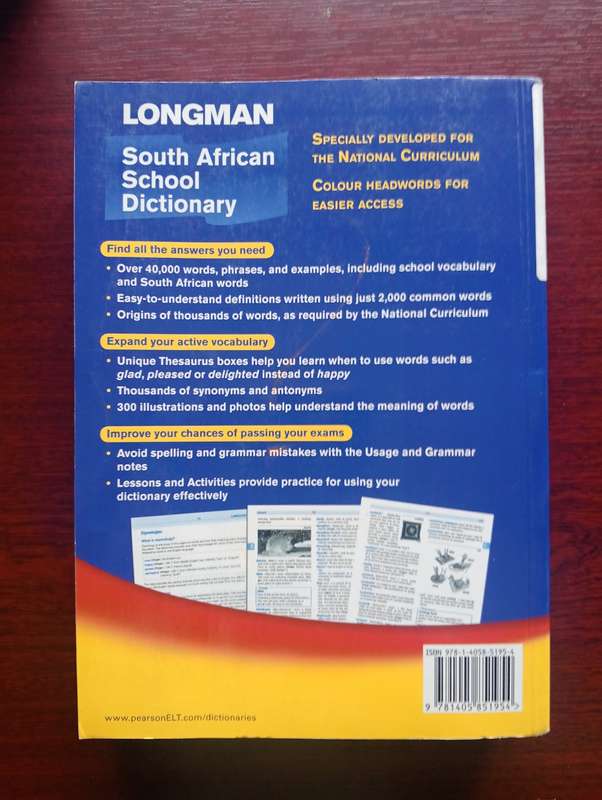 LONGMAN
South African
School
Dictionary
SPECIALLY DEVELOPED FOR
THE NATIONAL CURRICULUM
COLOUR HEADWORDS FOR
EASIER ACCESS
Find all the answers you need
• Over 40,000 words, phrases, and examples, including school vocabulary
and South African words
• Easy-to-understand definitions written using just 2,000 common words
• Origins of thousands of words, as required by the National Curriculum
Expand your active vocabulary
• Unique Thesaurus boxes help you learn when to use words such as
glad, pleased or delighted instead of happy
• Thousands of synonyms and antonyms
• 300 illustrations and photos help understand the meaning of words
Improve your chances of passing your exams
• Avoid spelling and grammar mistakes with the Usage and Grammar
notes
• Lessons and Activities provide practice for using your
dictionary effectively
ISBN 978-1-4058-5195-4
9 781405 851954
www.pearsonELT.com/dictionaries